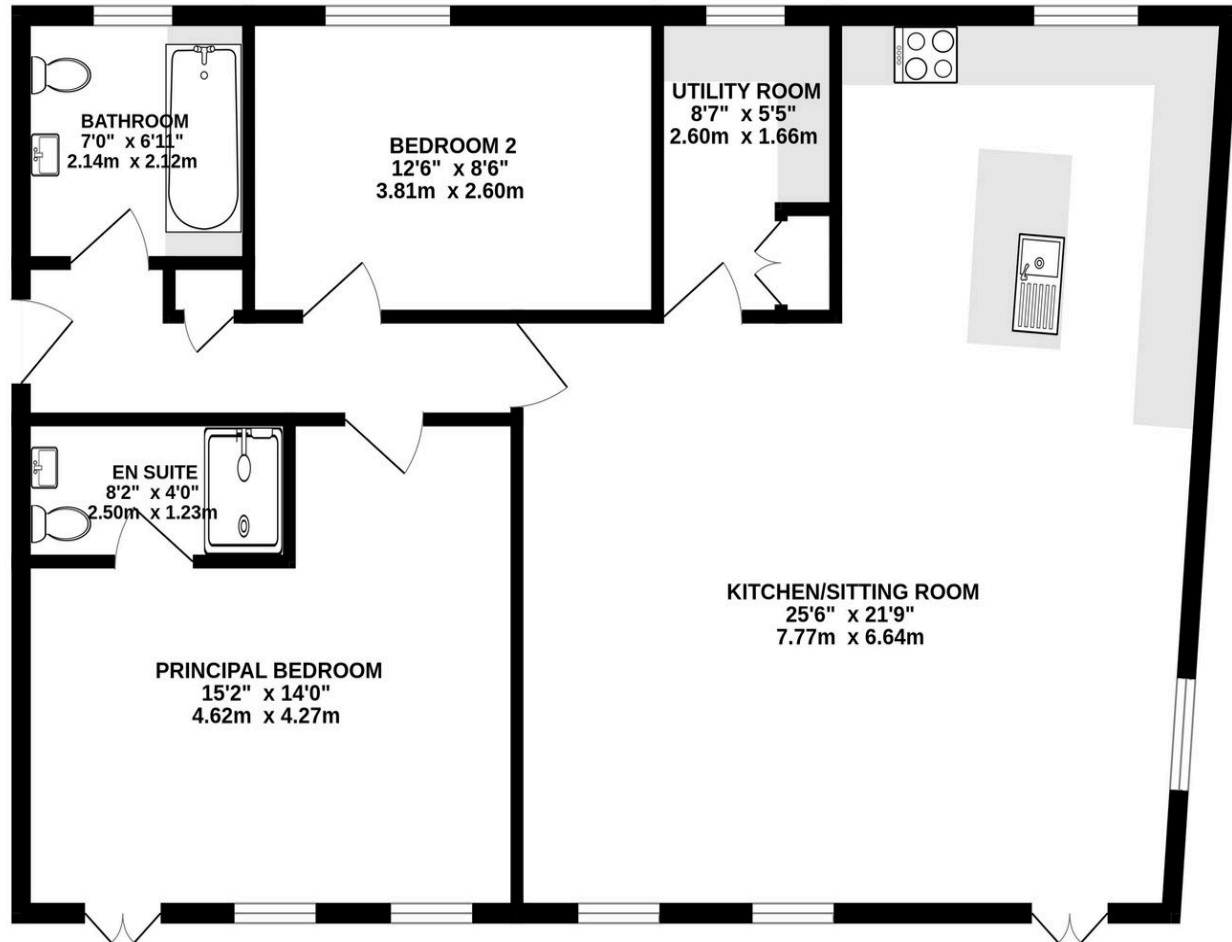 BATHROOM
7'0" x 6'11"
2.14m x 2.12m
BEDROOM 2
12'6" x 8'6"
3.81m x 2.60m
UTILITY ROOM
8'7" x 5'5"
2.60m x 1.66m
EN SUITE
8'2" x 4'0"
2.50m x 1.23m
KITCHEN/SITTING ROOM
25'6" x 21'9"
7.77m x 6.64m
PRINCIPAL BEDROOM
15'2" x 14'0"
4.62m x 4.27m